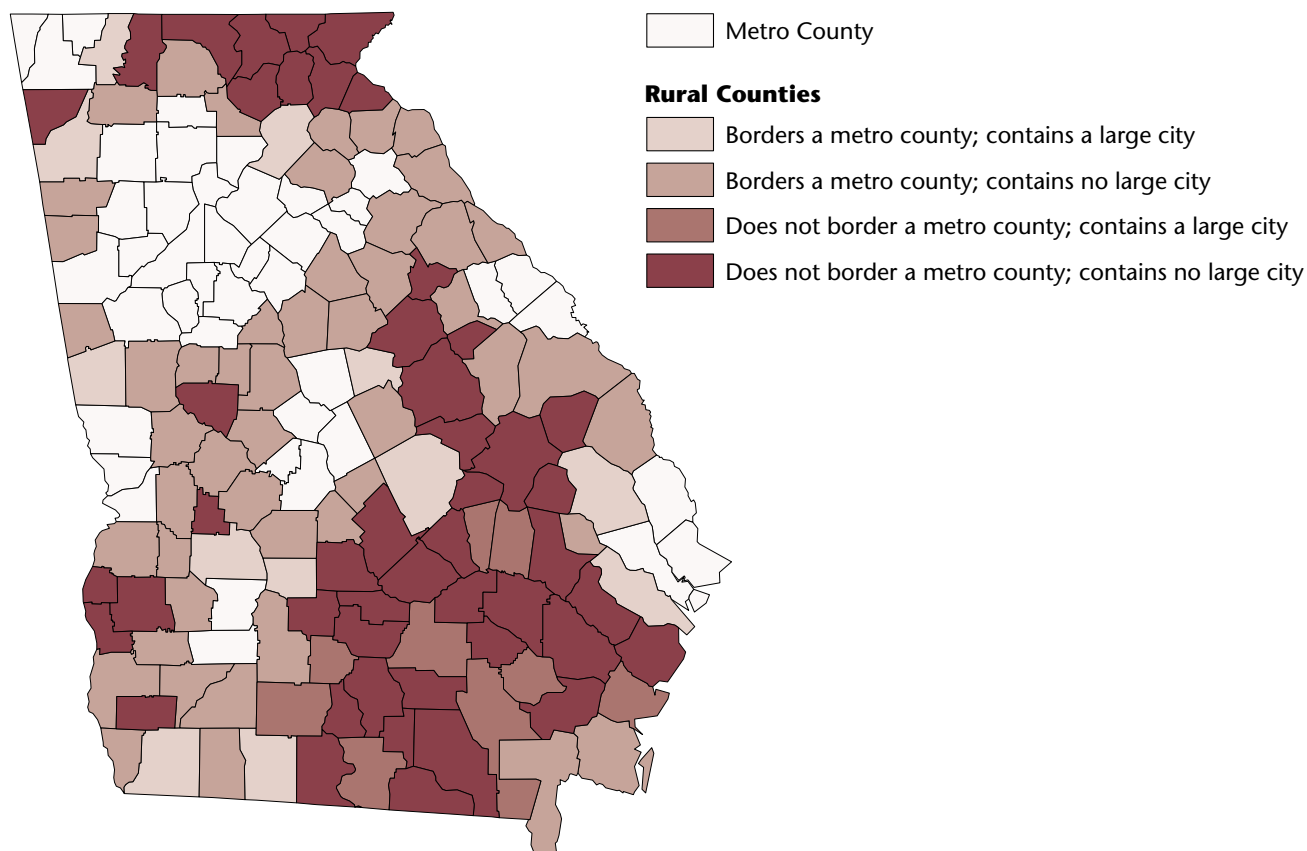 Metro County
Rural Counties
Borders a metro county; contains a large city
Borders a metro county; contains no large city
Does not border a metro county; contains a large city
Does not border a metro county; contains no large city